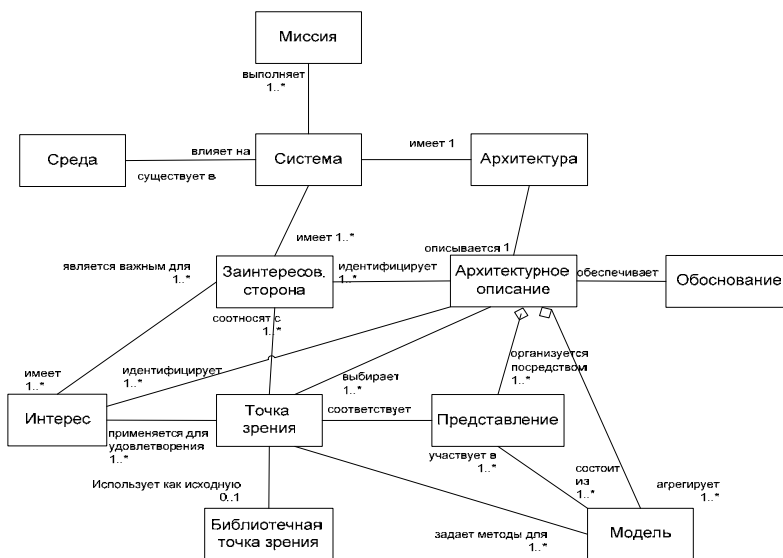 Миссия
выполняет
1..*
Среда
влияет на
существует в
Система
имеет 1
Архитектура
имеет 1..*
описывается 1
является важным для
1..*
Заинтересов.
сторона
идентифицирует
1..*
Архитектурное
описание
обеспечивает
Обоснование
соотносят с
1..*
организуется
посредством
1..*
имеет
1..*
идентифицирует
1..*
выбирает
1..*
Интерес
Точка
зрения
соответствует
Представление
применяется для
удовлетворения
1..*
участвует в
1..*
состоит
из
1..*
агрегирует
1..*
Использует как исходную
0..1
Библиотечная
точка зрения
задает методы для
1..*
Модель